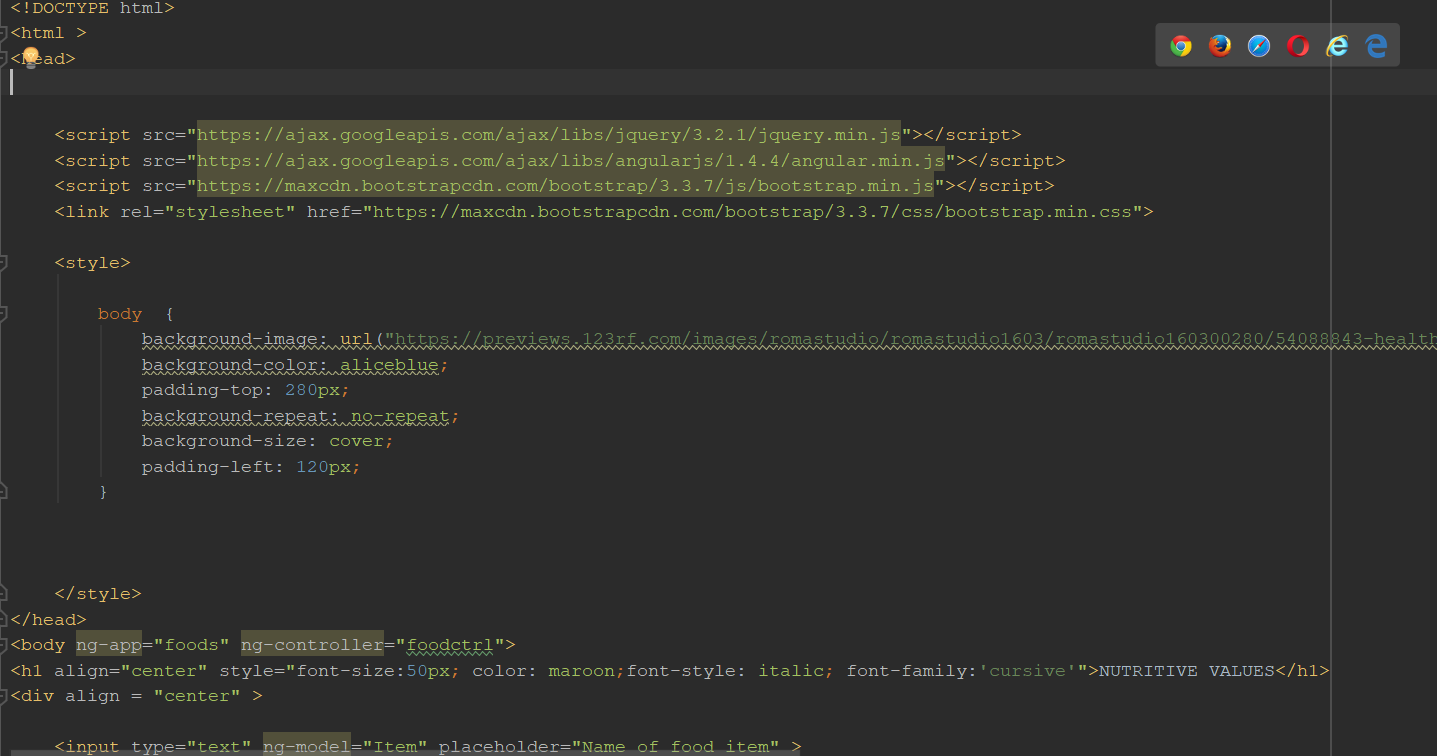 <!DOCTYPE html>
<html >
<head>
<script src="https://ajax.googleapis.com/ajax/libs/jquery/3.2.1/jquery.min.js"></script>
<script src="https://ajax.googleapis.com/ajax/libs/angularjs/1.4.4/angular.min.js"></script>
<script src="https://maxcdn.bootstrapcdn.com/bootstrap/3.3.7/js/bootstrap.min.js"></script>
<link rel="stylesheet" href="https://maxcdn.bootstrapcdn.com/bootstrap/3.3.7/css/bootstrap.min.css">
<style>
body  {
background-image: url("https://previews.123rf.com/images/romastudio/romastudio1603/romastudio160300280/54088843-health
background-color: aliceblue;
padding-top: 280px;
background-repeat: no-repeat;
background-size: cover;
padding-left: 120px;
}
</style>
</head>
<body ng-app="foods" ng-controller="foodctrl">
<h1 align="center" style="font-size:50px; color: maroon;font-style: italic; font-family:'cursive'">NUTRITIVE VALUES</h1>
<div align = "center" >
<input type="text" ng-model="Item" placeholder="Name of food item" >